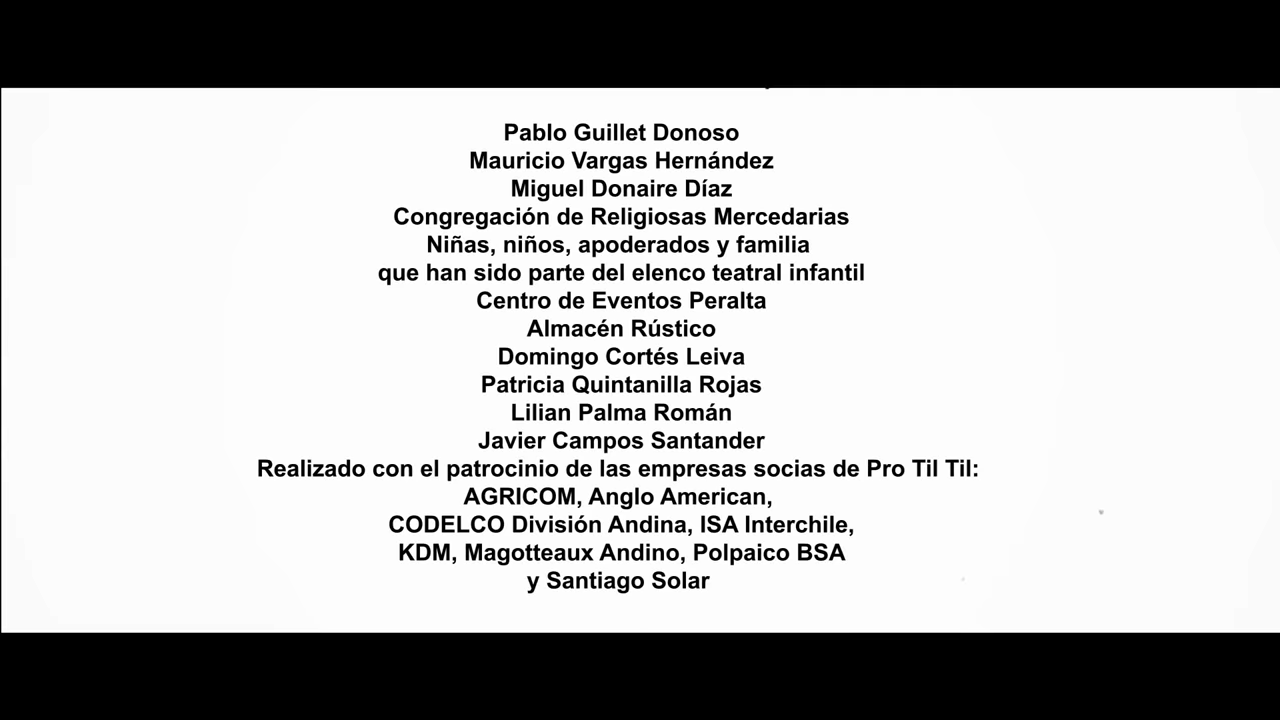 Pablo Guillet Donoso
Mauricio Vargas Hernández
Miguel Donaire Díaz
Congregación de Religiosas Mercedarias
Niñas, niños, apoderados y familia
que han sido parte del elenco teatral infantil
Centro de Eventos Peralta
Almacén Rústico
Domingo Cortés Leiva
Patricia Quintanilla Rojas
Lilian Palma Román
Javier Campos Santander
Realizado con el patrocinio de las empresas socias de Pro Til Til:
AGRICOM, Anglo American,
CODELCO División Andina, ISA Interchile,
KDM, Magotteaux Andino, Polpaico BSA
y Santiago Solar